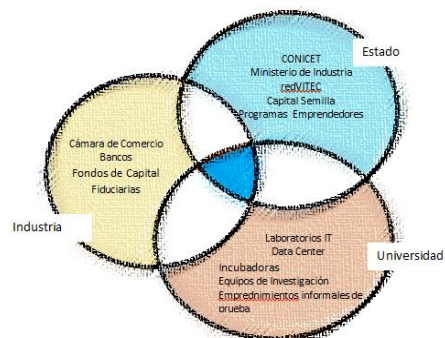 Estado
CONICET
Ministerio de Industria
redVITEC
Capital Semilla
Programas Emprendedores
Cámara de Comercio
Bancos
Fondos de Capital
Fiduciarias
Industria
Laboratorios IT
Data Center
Incubadoras
Equipos de Investigación
Emprednimientos informales de
prueba
Universidad